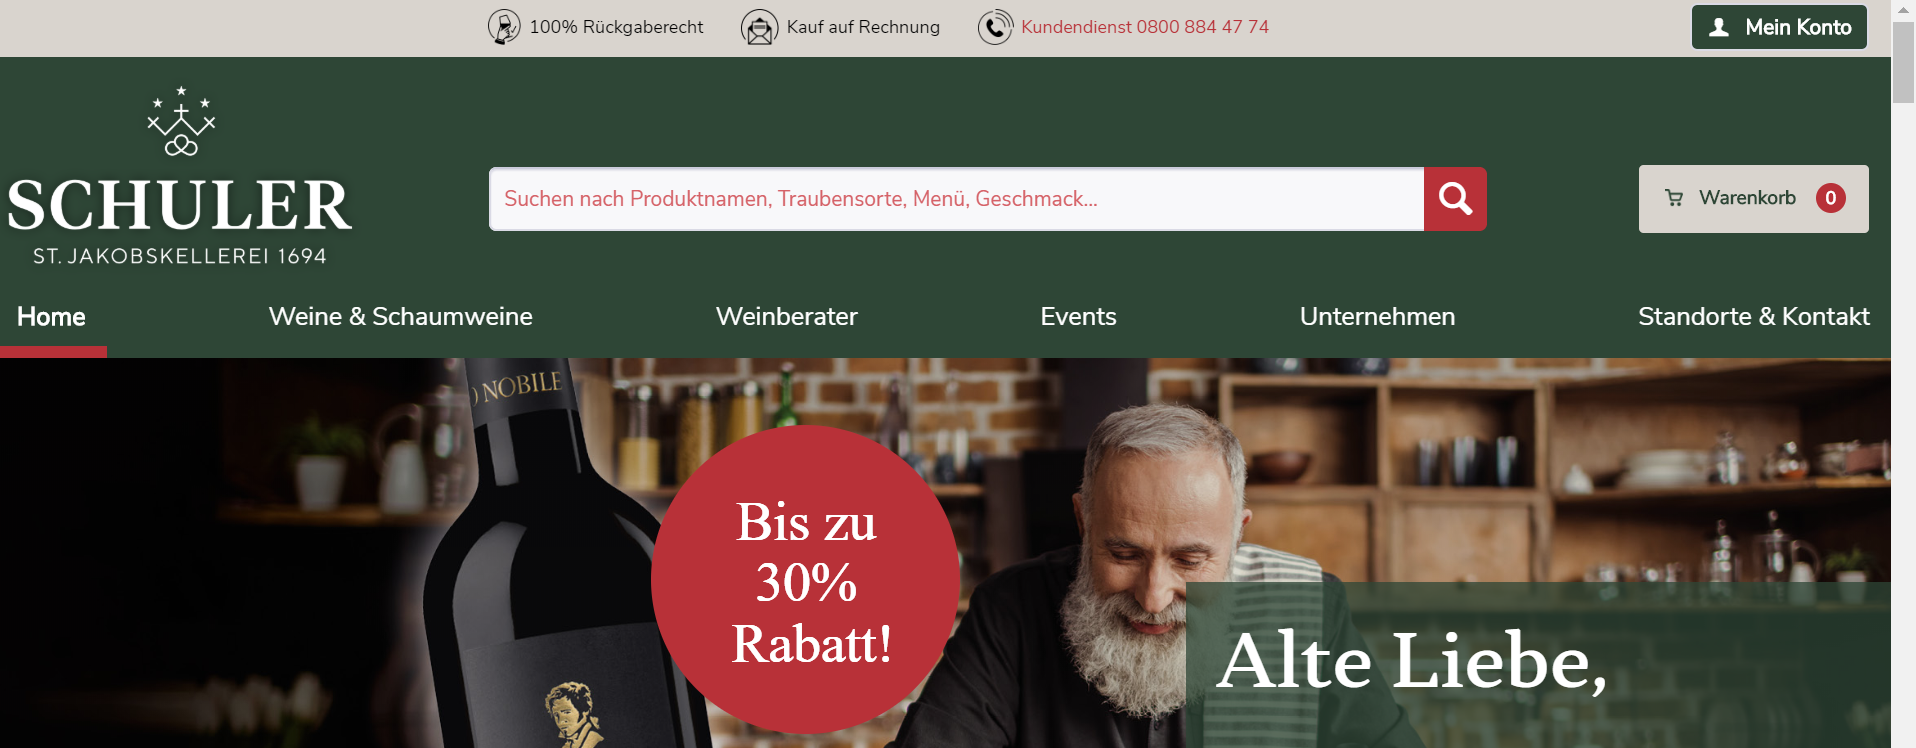 100% Rückgaberecht
Kauf auf Rechnung
Kundendienst 0800 884 47 74
Mein Konto
SCHULER
ST. JAKOBSKELLEREI 1694
Suchen nach Produktnamen, Traubensorte, Menü, Geschmack...
Warenkorb 0
Home
Weine & Schaumweine
Weinberater
Events
Unternehmen
Standorte & Kontakt
NOBILE
Bis zu
30%
Rabatt!
Alte Liebe,